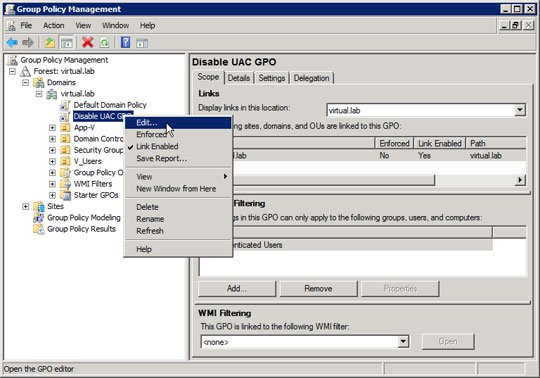 Group Policy Management
File Action View Window Help
Group Policy Management
Forest: virtual.lab
Domains
virtual.lab
Default Domain Policy
Disable UAC GPO
App-V
Domain Contro
Security Group
V_Users
Group Policy O
WMI Filters
Starter GPOs
Sites
Group Policy Modeling
Group Policy Results
Edit...
Enforced
Link Enabled
Save Report...
View
New Window from Here
Delete
Rename
Refresh
Help
Disable UAC GPO
Scope Details Settings Delegation
Links
Display links in this location: virtual.lab
ng sites, domains, and OUs are linked to this GPO:
Enforced Link Enabled Path
.lab No Yes virtual.lab
Filtering
gs in this GPO can only apply to the following groups, users, and computers:
enticated Users
Add... Remove Properties
WMI Filtering
This GPO is linked to the following WMI filter:
<none> Open
Open the GPO editor